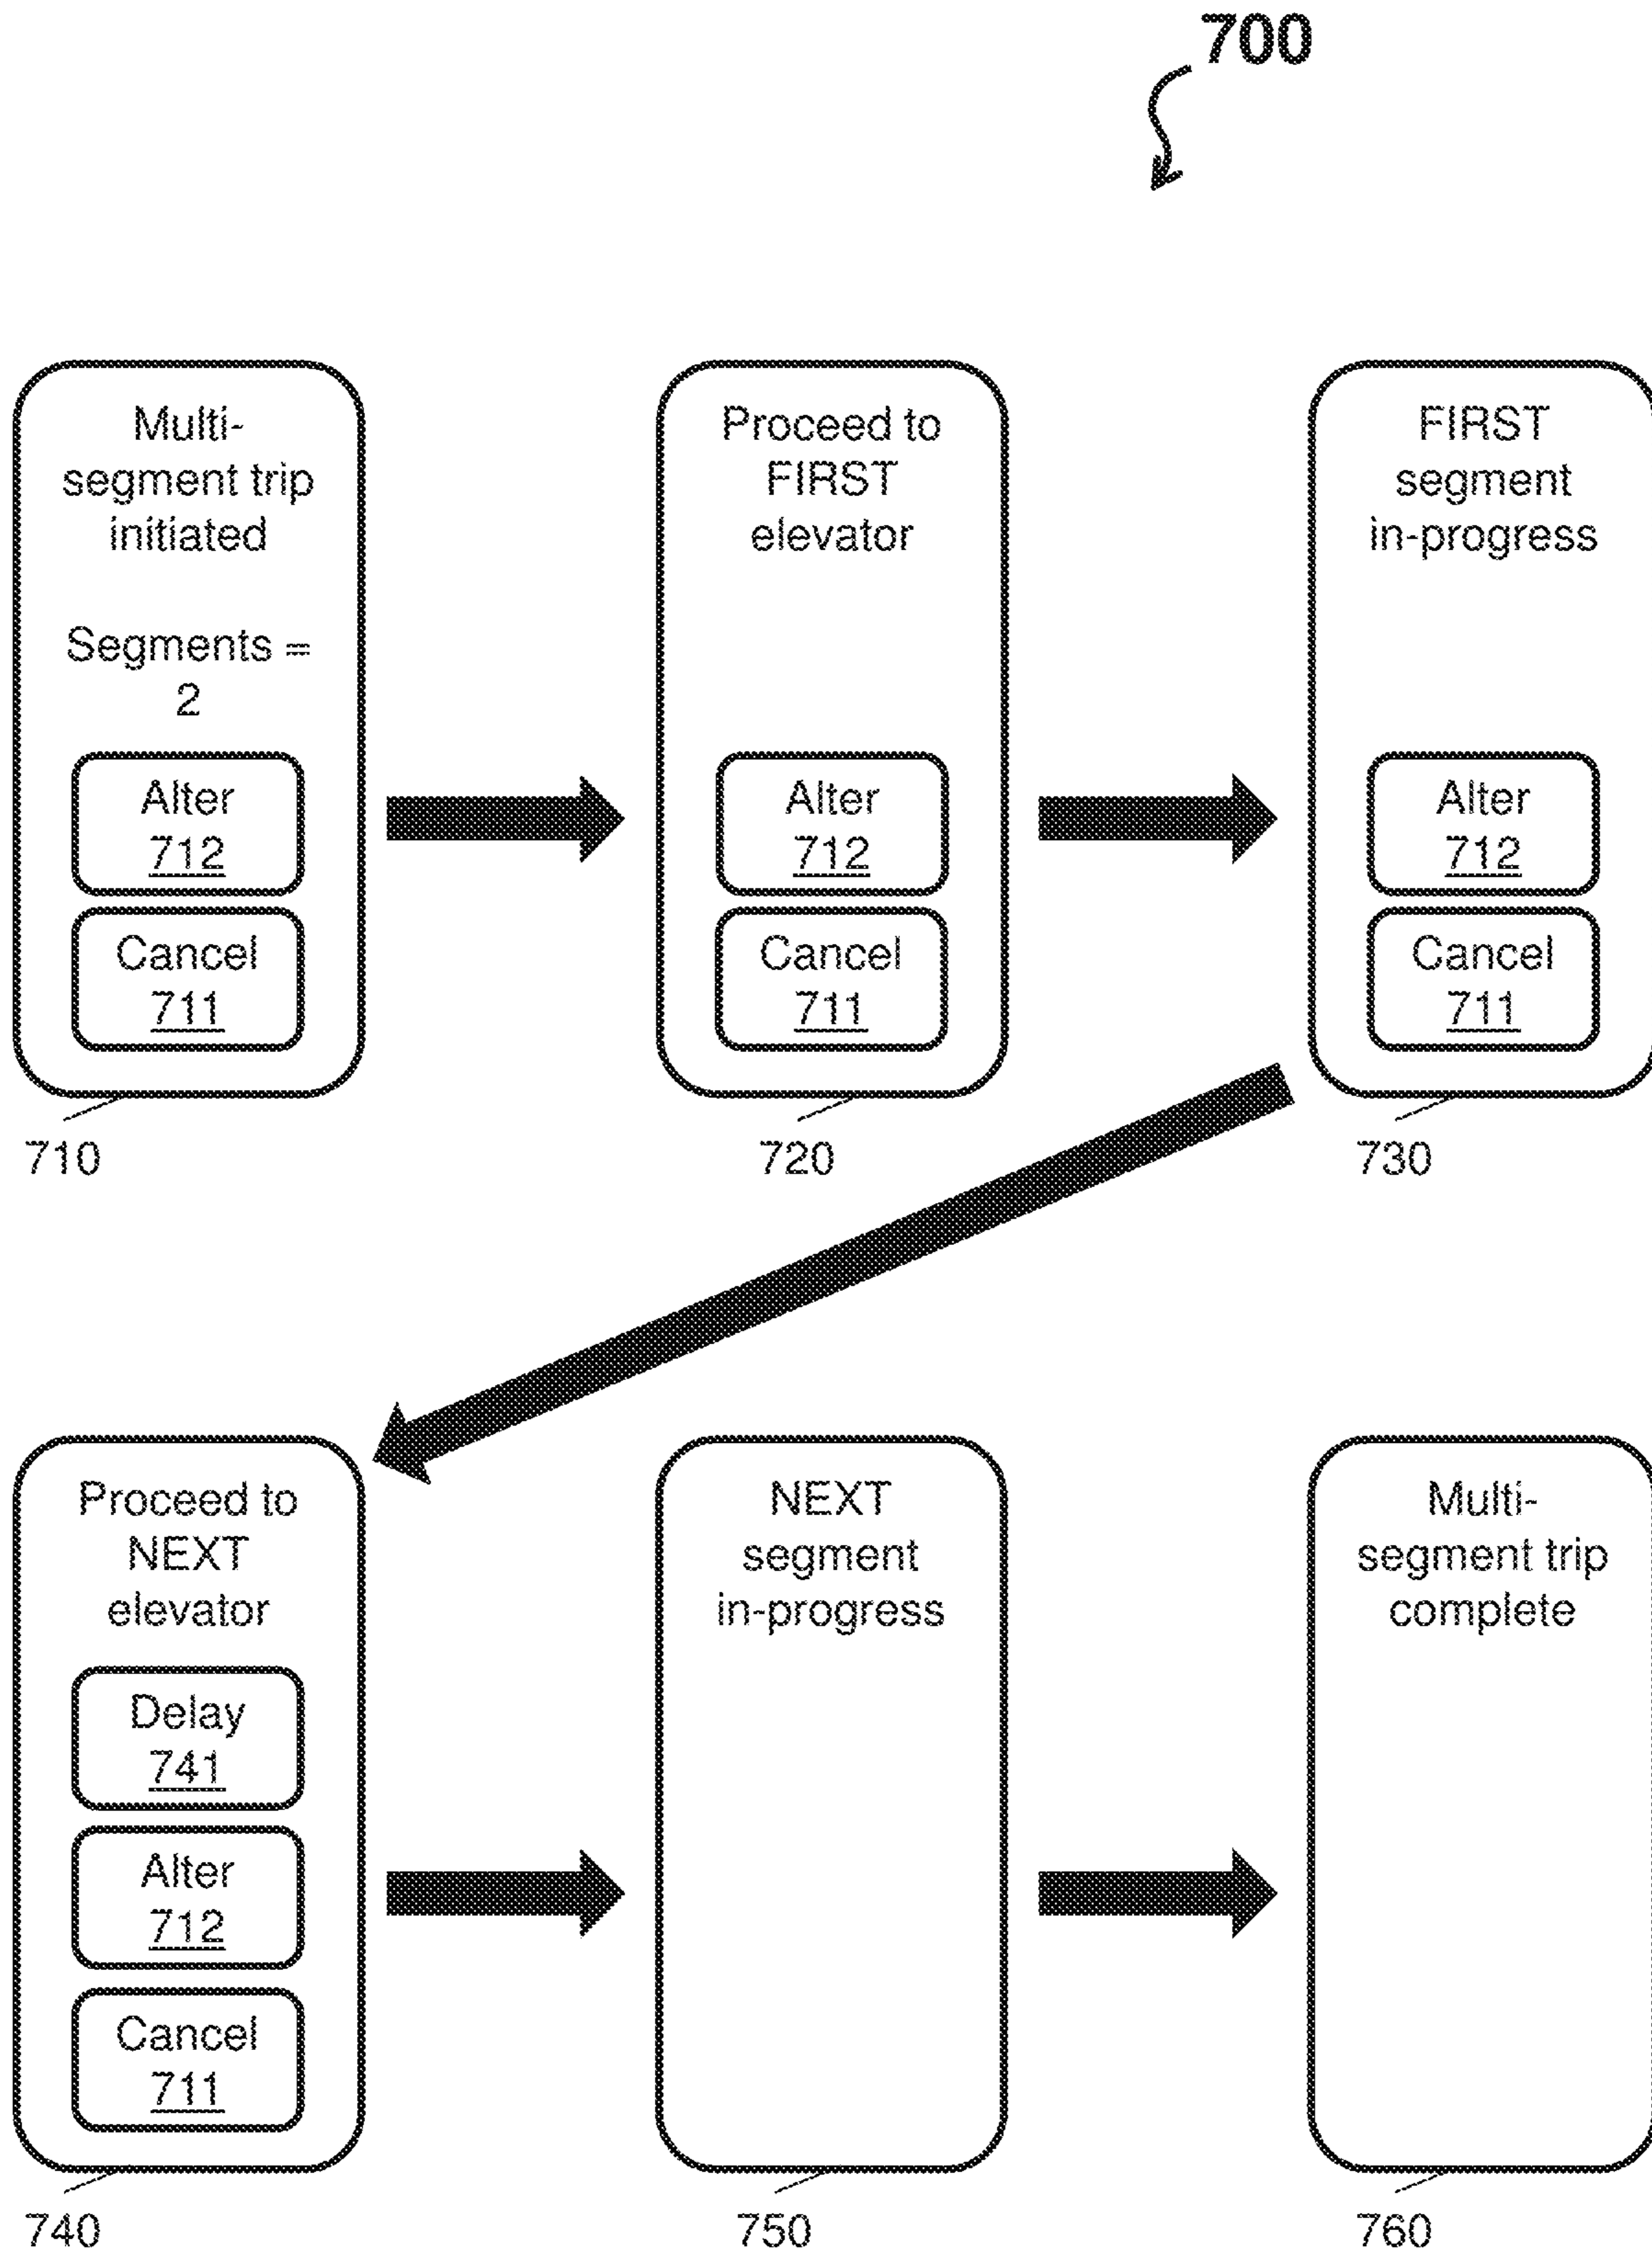 700
Multi-
segment trip
initiated
Segments =
2
Alter
712
Cancel
711
710
Proceed to
FIRST
elevator
Alter
712
Cancel
711
720
FIRST
segment
in-progress
Alter
712
Cancel
711
730
Proceed to
NEXT
elevator
Delay
741
Alter
712
Cancel
711
740
NEXT
segment
in-progress
750
Multi-
segment trip
complete
760